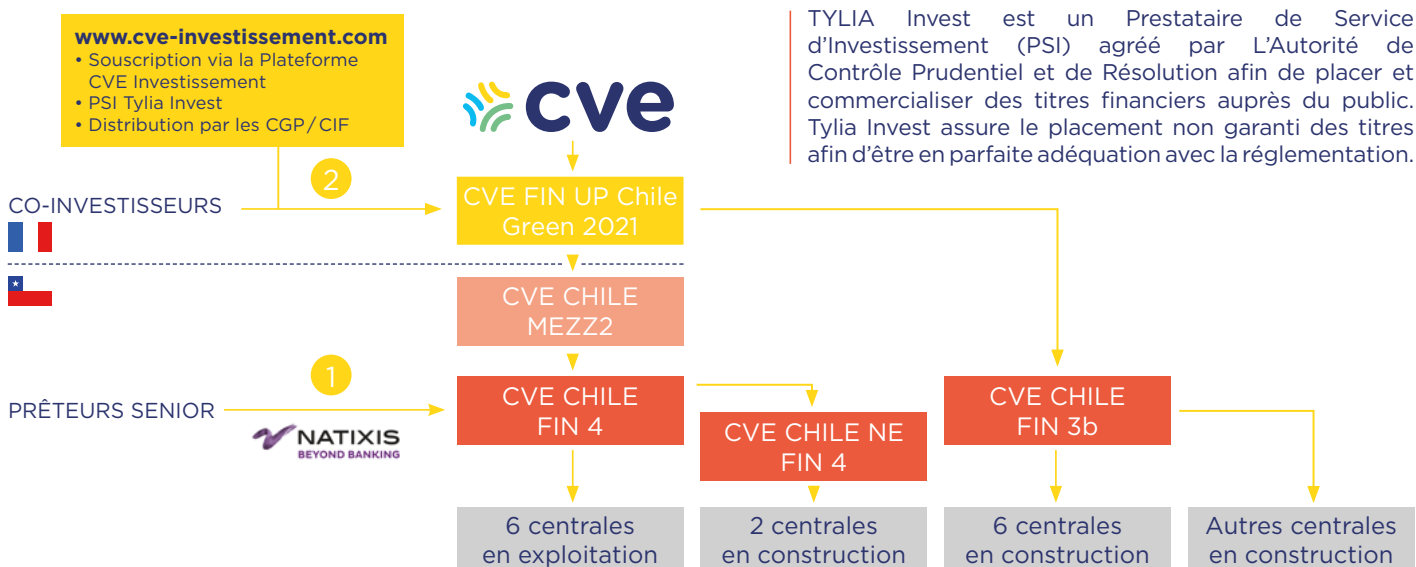 www.cve-investissement.com
• Souscription via la Plateforme
CVE Investissement
• PSI Tylia Invest
• Distribution par les CGP / CIF
cve
TYLIA Invest est un Prestataire de Service
d’Investissement (PSI) agréé par L’Autorité de
Contrôle Prudentiel et de Résolution afin de placer et
commercialiser des titres financiers auprès du public.
Tylia Invest assure le placement non garanti des titres
afin d’être en parfaite adéquation avec la réglementation.
2
CO-INVESTISSEURS
CVE FIN UP Chile
Green 2021
CVE CHILE
MEZZ2
1
PRÊTEURS SENIOR
NATIXIS
BEYOND BANKING
CVE CHILE
FIN 4
CVE CHILE NE
FIN 4
CVE CHILE
FIN 3b
6 centrales
en exploitation
2 centrales
en construction
6 centrales
en construction
Autres centrales
en construction